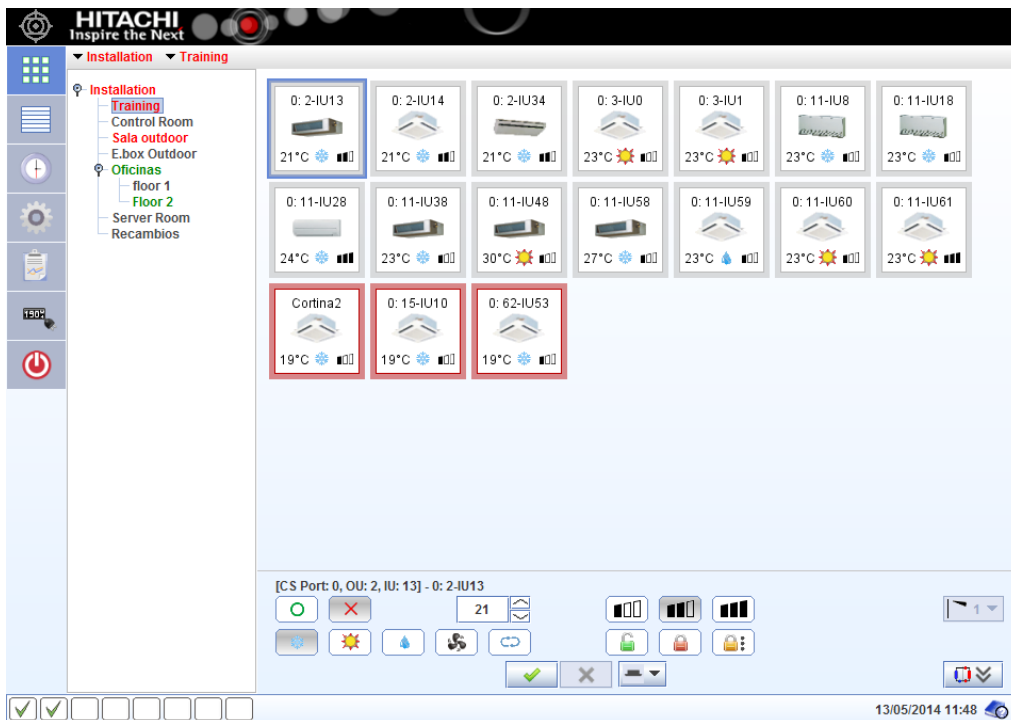 HITACHI
Inspire the Next
Installation Training
Installation
Training
Control Room
Sala outdoor
E.box Outdoor
Oficinas
floor 1
Floor 2
Server Room
Recambios
0: 2-IU13 0: 2-IU14 0: 2-IU34 0: 3-IU0 0: 3-IU1 0: 11-IU8 0: 11-IU18
21°C 21°C 21°C 23°C 23°C 23°C 23°C
0: 11-IU28 0: 11-IU38 0: 11-IU48 0: 11-IU58 0: 11-IU59 0: 11-IU60 0: 11-IU61
24°C 23°C 30°C 27°C 23°C 23°C 23°C
Cortina2 0: 15-IU10 0: 62-IU53
19°C 19°C 19°C
[CS Port: 0, OU: 2, IU: 13] - 0: 2-IU13
21
1
13/05/2014 11:48